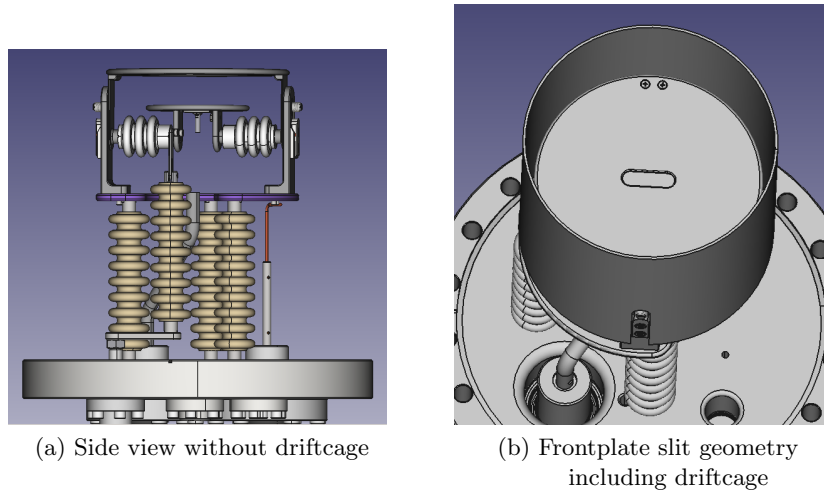 (a) Side view without driftcage
(b) Frontplate slit geometry
including driftcage